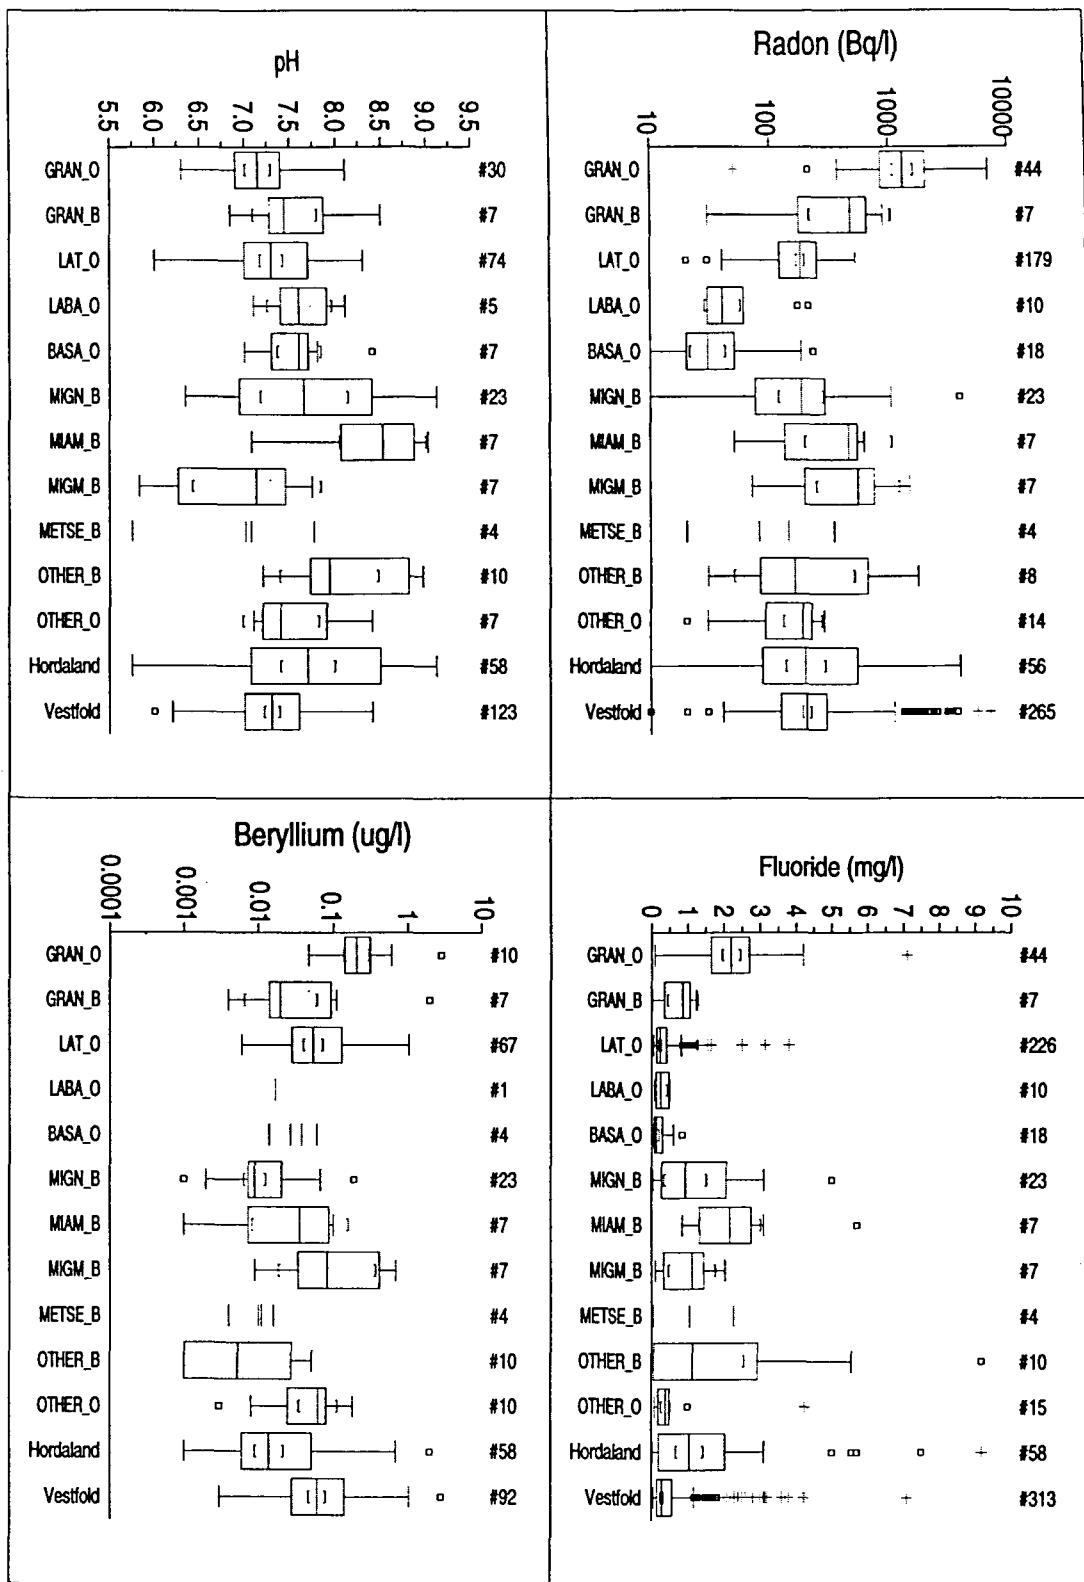 pH
9.5
9.0
8.5
8.0
7.5
7.0
6.5
6.0
5.5
GRAN_O #30
GRAN_B #7
LAT_O #74
LABA_O #5
BASA_O #7
MIGN_B #23
MIAM_B #7
MIGM_B #7
METSE_B #4
OTHER_B #10
OTHER_O #7
Hordaland #58
Vestfold #123
Radon (Bq/l)
10000
1000
100
10
GRAN_O #44
GRAN_B #7
LAT_O #179
LABA_O #10
BASA_O #18
MIGN_B #23
MIAM_B #7
MIGM_B #7
METSE_B #4
OTHER_B #8
OTHER_O #14
Hordaland #56
Vestfold #265
Beryllium (ug/l)
10
1
0.1
0.01
0.001
0.0001
GRAN_O #10
GRAN_B #7
LAT_O #67
LABA_O #1
BASA_O #4
MIGN_B #23
MIAM_B #7
MIGM_B #7
METSE_B #4
OTHER_B #10
OTHER_O #10
Hordaland #58
Vestfold #92
Fluoride (mg/l)
10
9
8
7
6
5
4
3
2
1
0
GRAN_O #44
GRAN_B #7
LAT_O #226
LABA_O #10
BASA_O #18
MIGN_B #23
MIAM_B #7
MIGM_B #7
METSE_B #4
OTHER_B #10
OTHER_O #15
Hordaland #58
Vestfold #313